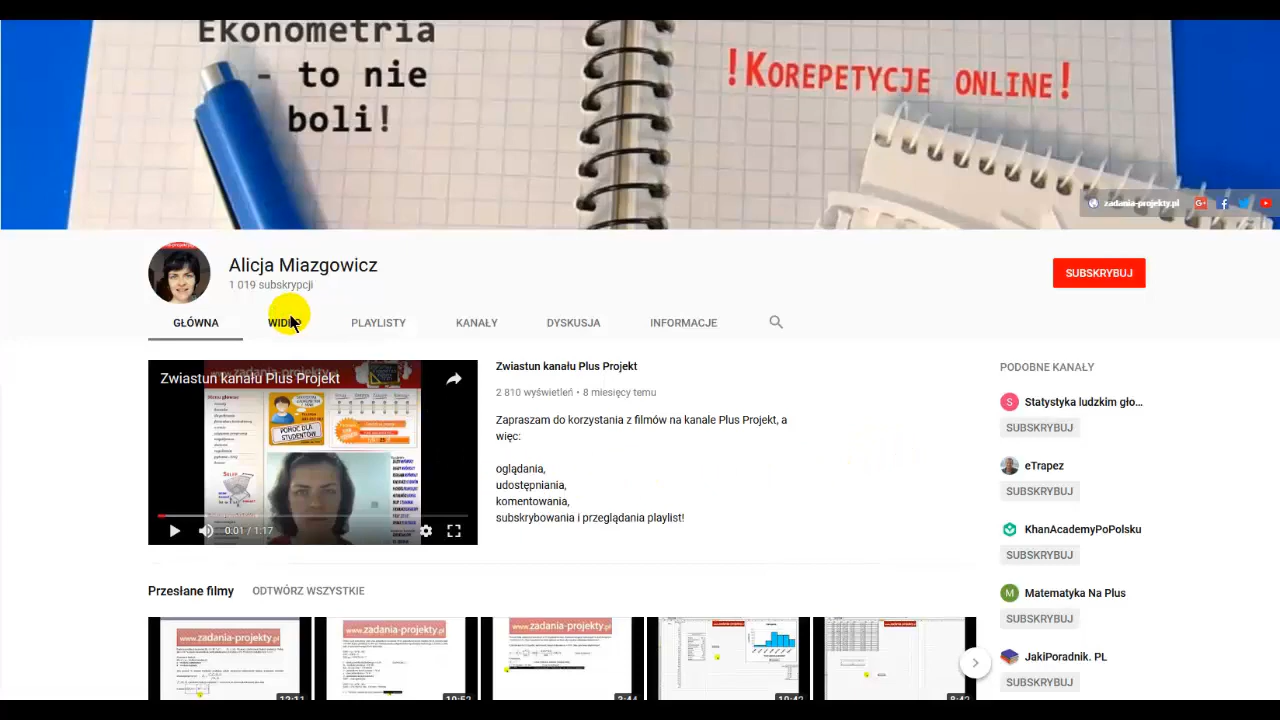 Ekonometria
- to nie
boli!
!Korepetycje online!
zadania-projekty.pl
Alicja Miazgowicz
1 019 subskrypcji
SUBSKRYBUJ
GŁÓWNA
WIDEO
PLAYLISTY
KANAŁY
DYSKUSJA
INFORMACJE
Zwiastun kanału Plus Projekt
0:01 / 1:17
Zwiastun kanału Plus Projekt
2 810 wyświetleń • 8 miesięcy temu
Zapraszam do korzystania z filmów na kanale Plus Projekt, a
więc:
oglądania,
udostępniania,
komentowania,
subskrybowania i przeglądania playlist!
PODOBNE KANAŁY
Statystyka ludzkim gło...
SUBSKRYBUJ
eTrapez
SUBSKRYBUJ
KhanAcademyPoPolsku
SUBSKRYBUJ
Matematyka Na Plus
SUBSKRYBUJ
JakiPoradnik. PL
SUBSKRYBUJ
Przesłane filmy
ODTWÓRZ WSZYSTKIE
www.zadania-projekty.pl
www.zadania-projekty.pl
www.zadania-projekty.pl